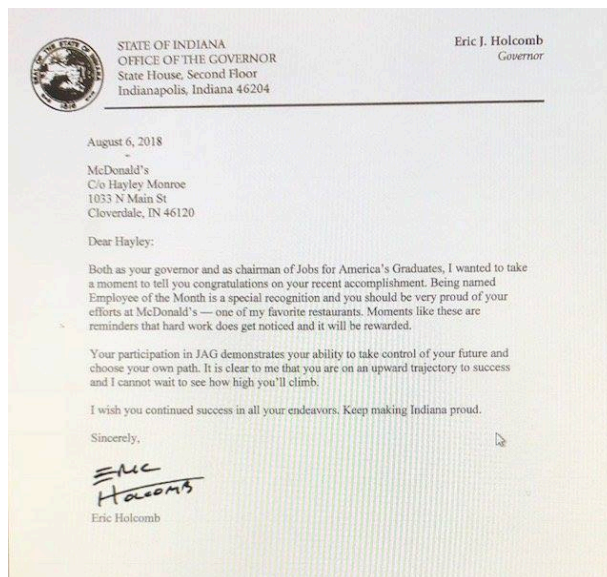 STATE OF INDIANA
OFFICE OF THE GOVERNOR
State House, Second Floor
Indianapolis, Indiana 46204
Eric J. Holcomb
Governor
SEAL OF THE STATE OF INDIANA
1816
August 6, 2018
McDonald's
C/o Hayley Monroe
1033 N Main St
Cloverdale, IN 46120
Dear Hayley:
Both as your governor and as chairman of Jobs for America's Graduates, I wanted to take
a moment to tell you congratulations on your recent accomplishment. Being named
Employee of the Month is a special recognition and you should be very proud of your
efforts at McDonald's — one of my favorite restaurants. Moments like these are
reminders that hard work does get noticed and it will be rewarded.
Your participation in JAG demonstrates your ability to take control of your future and
choose your own path. It is clear to me that you are on an upward trajectory to success
and I cannot wait to see how high you'll climb.
I wish you continued success in all your endeavors. Keep making Indiana proud.
Sincerely,
ERIC
HOLCOMB
Eric Holcomb